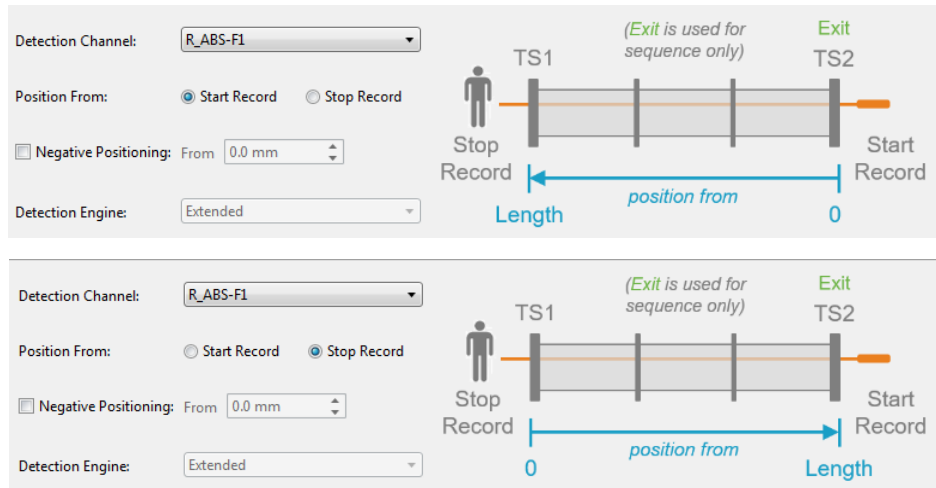 Detection Channel: R_ABS-F1
Position From: Start Record Stop Record
Negative Positioning: From 0.0 mm
Detection Engine: Extended
(Exit is used for
sequence only)
Exit
TS1
TS2
Stop
Record
Start
Record
position from
Length
0
Detection Channel: R_ABS-F1
Position From: Start Record Stop Record
Negative Positioning: From 0.0 mm
Detection Engine: Extended
(Exit is used for
sequence only)
Exit
TS1
TS2
Stop
Record
Start
Record
position from
0
Length